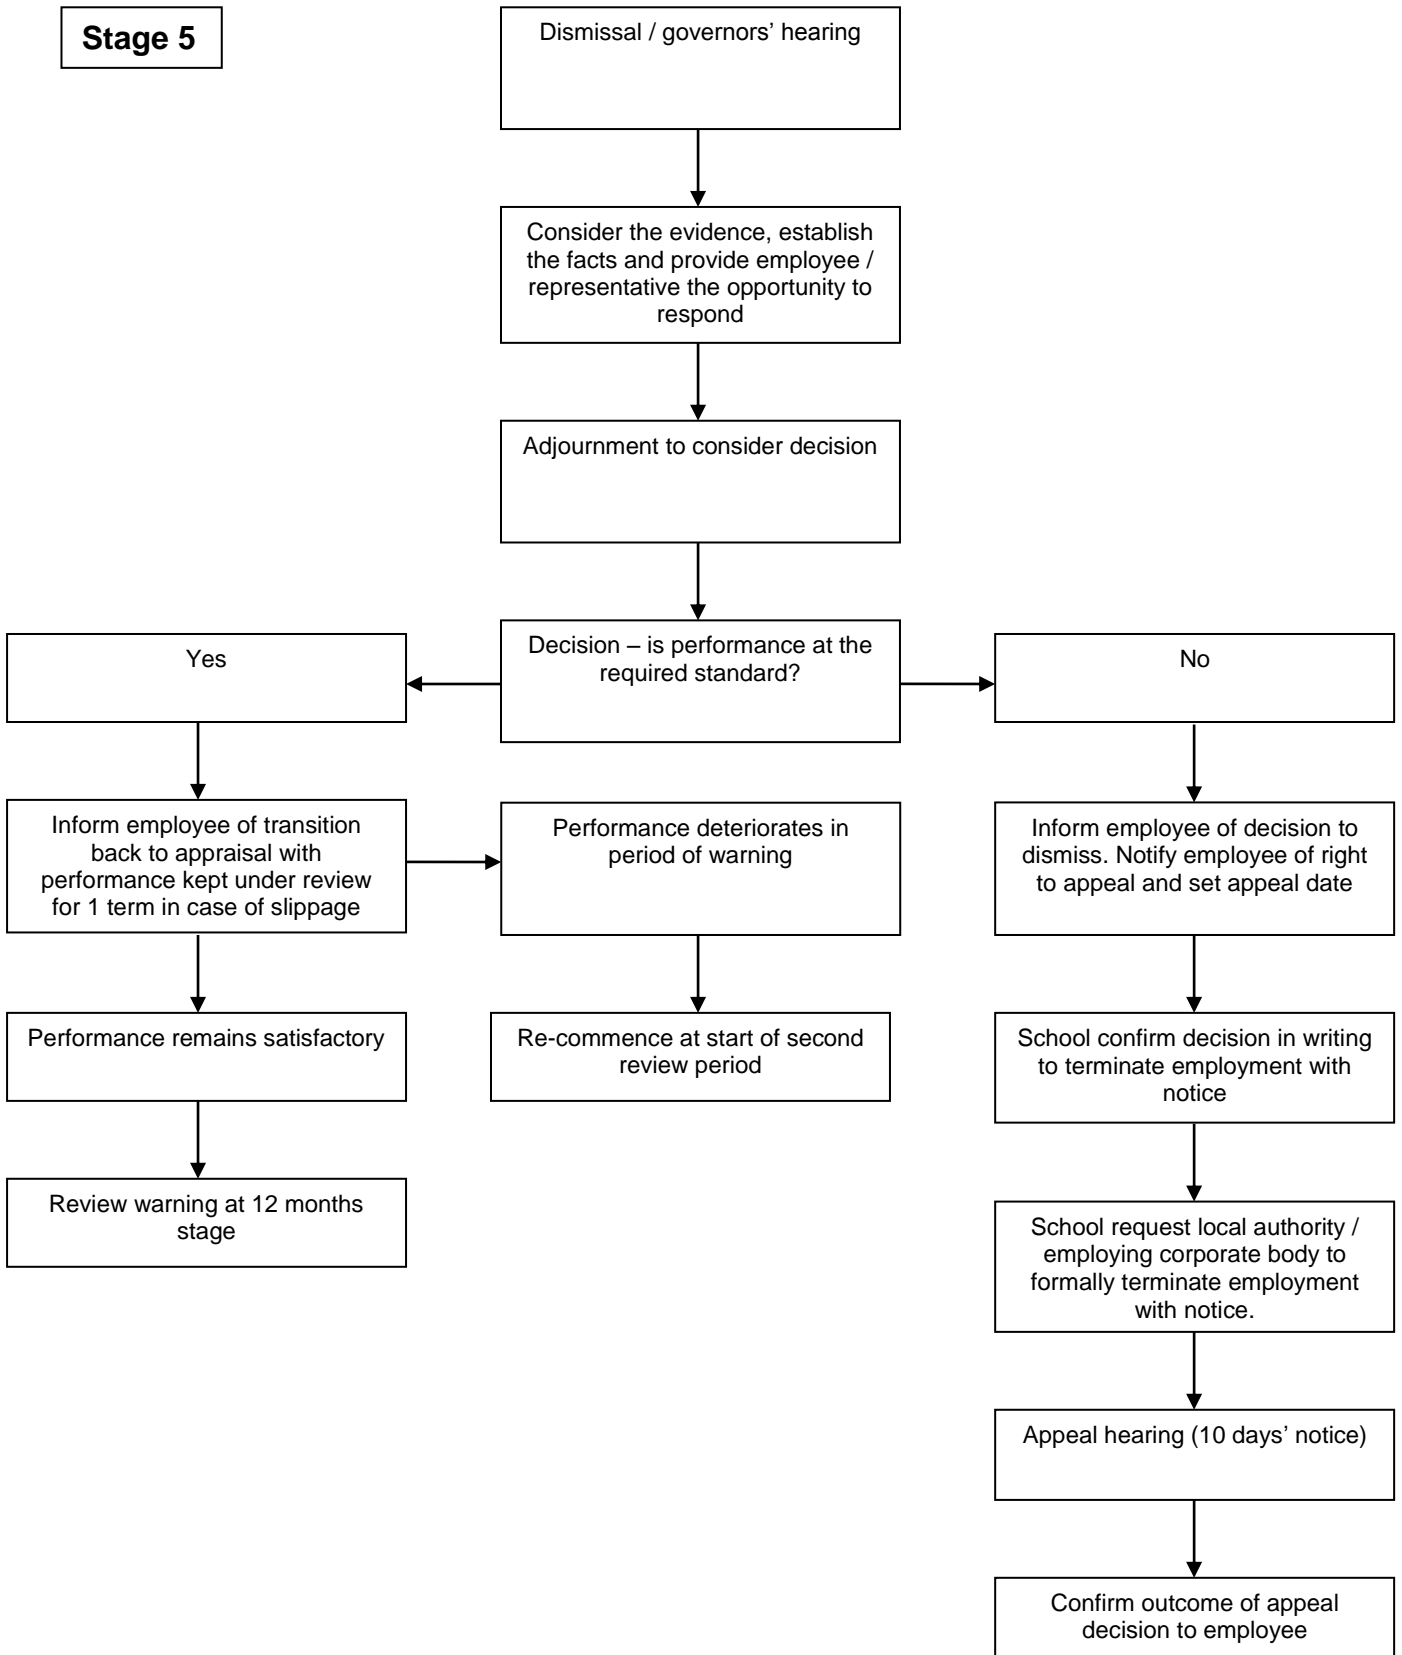 Stage 5
Dismissal / governors’ hearing
Consider the evidence, establish
the facts and provide employee /
representative the opportunity to
respond
Adjournment to consider decision
Decision – is performance at the
required standard?
Yes
No
Inform employee of transition
back to appraisal with
performance kept under review
for 1 term in case of slippage
Performance deteriorates in
period of warning
Inform employee of decision to
dismiss. Notify employee of right
to appeal and set appeal date
Performance remains satisfactory
Re-commence at start of second
review period
School confirm decision in writing
to terminate employment with
notice
Review warning at 12 months
stage
School request local authority /
employing corporate body to
formally terminate employment
with notice.
Appeal hearing (10 days’ notice)
Confirm outcome of appeal
decision to employee